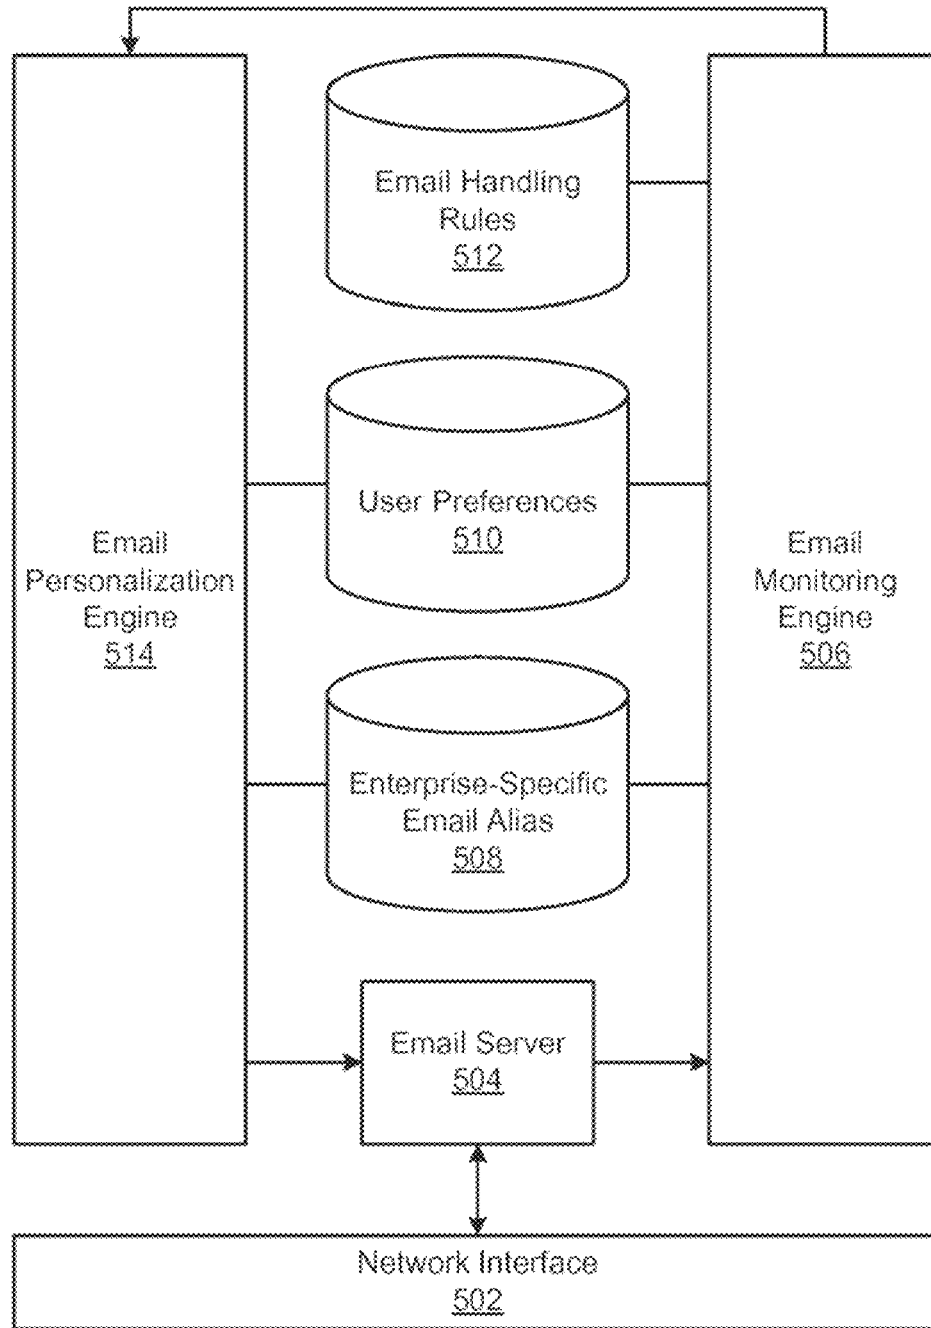 Email Handling
Rules
512
User Preferences
510
Email
Personalization
Engine
514
Email
Monitoring
Engine
506
Enterprise-Specific
Email Alias
508
Email Server
504
Network Interface
502